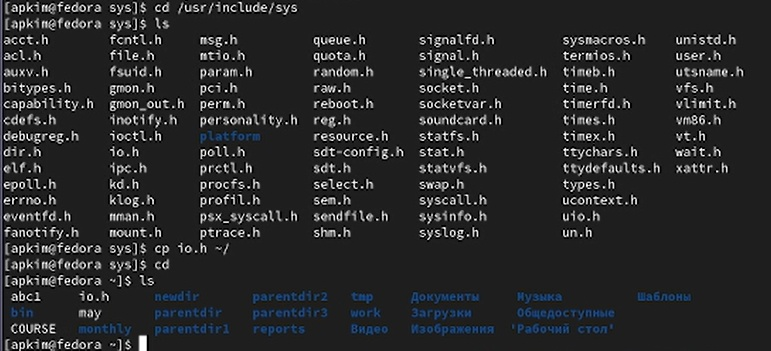 [apkim@fedora sys]$ cd /usr/include/sys
[apkim@fedora sys]$ ls
acct.h fcntl.h msg.h queue.h signalfd.h sysmacros.h unistd.h
acl.h file.h mtio.h quota.h signal.h termios.h user.h
auxv.h fsuid.h param.h random.h single_threaded.h timeb.h utsname.h
bitypes.h gmon.h pci.h raw.h socket.h time.h vfs.h
capability.h gmon_out.h perm.h reboot.h socketvar.h timerfd.h vlimit.h
cdefs.h inotify.h personality.h reg.h soundcard.h times.h vm86.h
debugreg.h ioctl.h platform resource.h statfs.h timex.h vt.h
dir.h io.h poll.h sdt-config.h stat.h ttychars.h wait.h
elf.h ipc.h prctl.h sdt.h statvfs.h ttydefaults.h xattr.h
epoll.h kd.h procfs.h select.h swap.h types.h
errno.h klog.h profil.h sem.h syscall.h ucontext.h
eventfd.h mman.h psx_syscall.h sendfile.h sysinfo.h uio.h
fanotify.h mount.h ptrace.h shm.h syslog.h un.h
[apkim@fedora sys]$ cp io.h ~/
[apkim@fedora sys]$ cd
[apkim@fedora ~]$ ls
abc1 io.h newdir parentdir2 tmp Документы Музыка Шаблоны
bin may parentdir parentdir3 work Загрузки Общедоступные
COURSE monthly parentdir1 reports Видео Изображения 'Рабочий стол'
[apkim@fedora ~]$